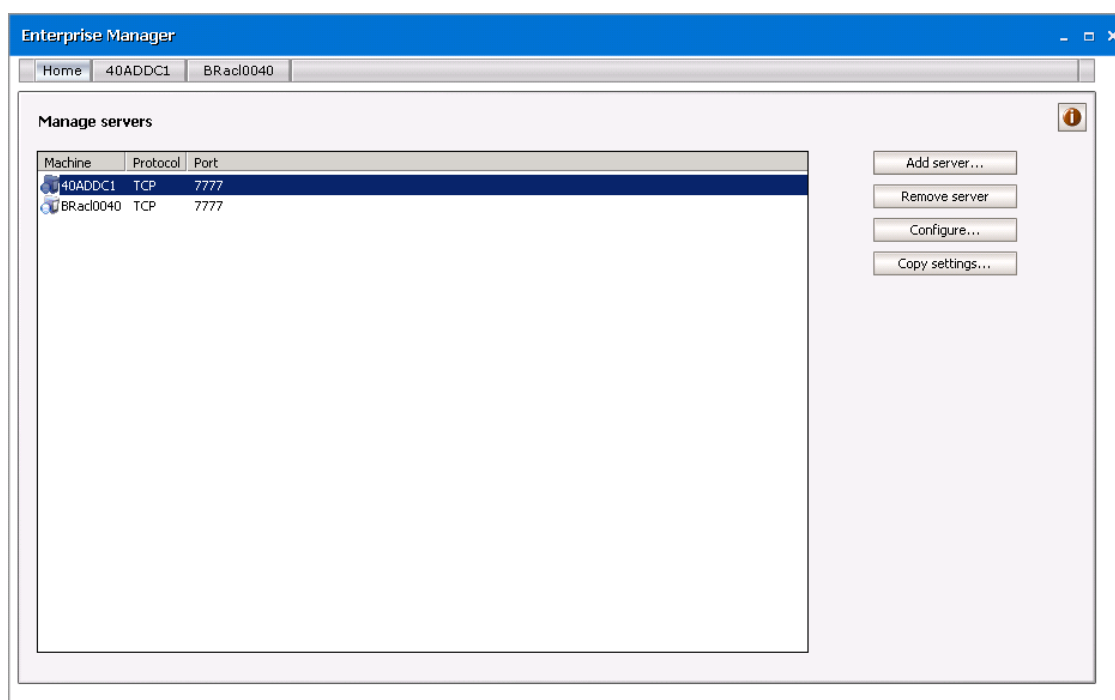 Enterprise Manager
Home 40ADDC1 BRacl0040
Manage servers
Machine Protocol Port
40ADDC1 TCP 7777
BRacl0040 TCP 7777
Add server...
Remove server
Configure...
Copy settings...